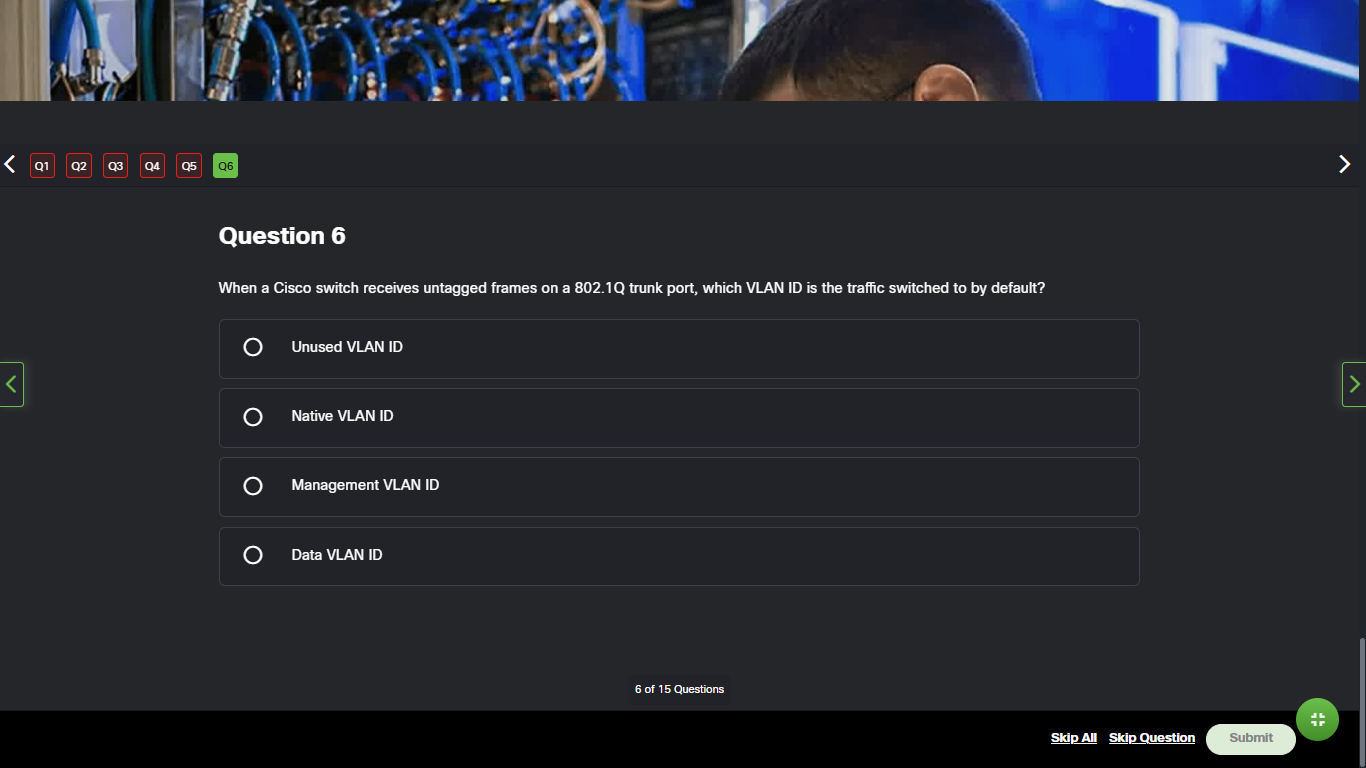 Q1 Q2 Q3 Q4 Q5 Q6
Question 6
When a Cisco switch receives untagged frames on a 802.1Q trunk port, which VLAN ID is the traffic switched to by default?
Unused VLAN ID
Native VLAN ID
Management VLAN ID
Data VLAN ID
6 of 15 Questions
Skip All Skip Question Submit